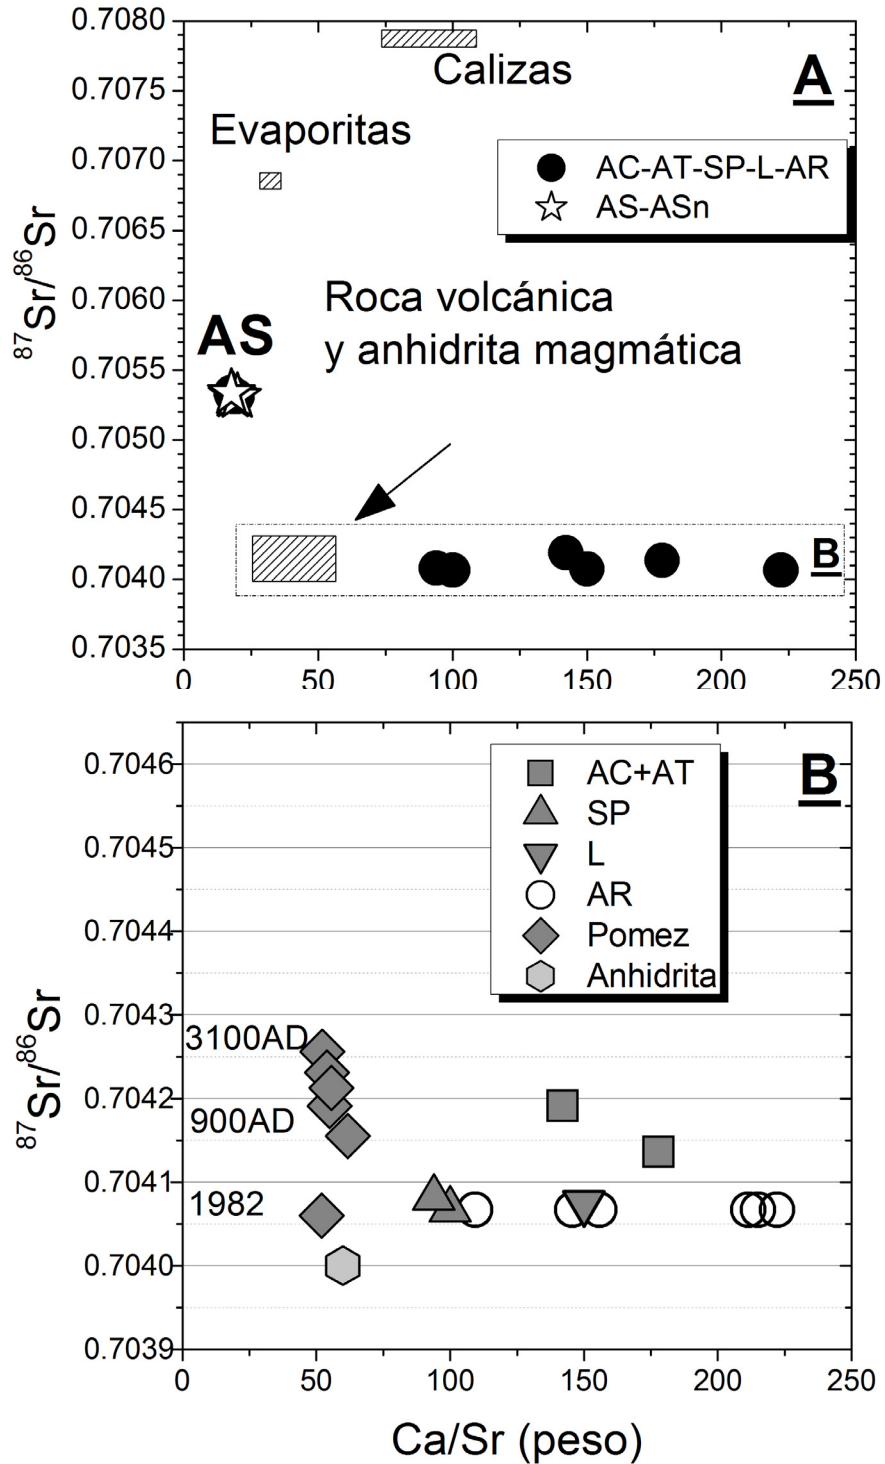 0.7080
Calizas
A
0.7075
Evaporitas
0.7070
AC-AT-SP-L-AR
AS-ASn
0.7065
87Sr/86Sr
0.7060
Roca volcánica
y anhidrita magmática
AS
0.7055
0.7050
0.7045
B
0.7040
0.7035
0 50 100 150 200 250
B
0.7046
AC+AT
SP
L
AR
Pomez
Anhidrita
0.7045
0.7044
0.7043
3100AD
87Sr/86Sr
0.7042
900AD
0.7041
1982
0.7040
0.7039
0 50 100 150 200 250
Ca/Sr (peso)